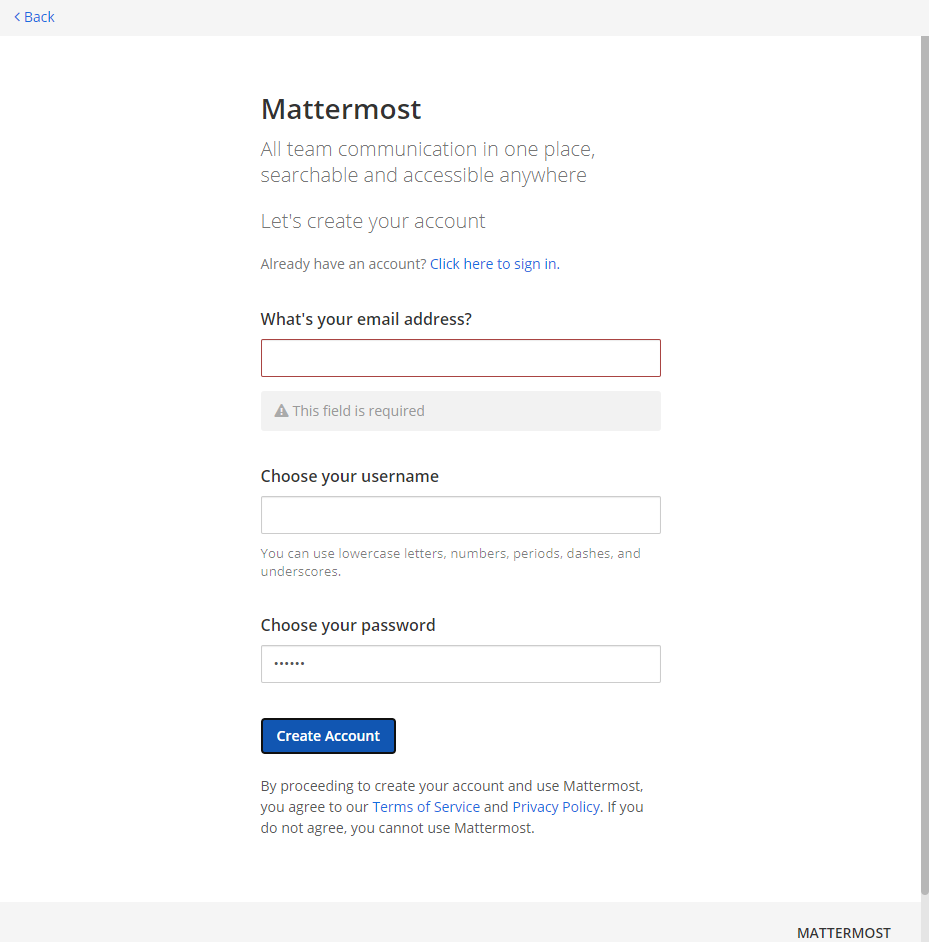 Back
Mattermost
All team communication in one place,
searchable and accessible anywhere
Let's create your account
Already have an account? Click here to sign in.
What's your email address?
This field is required
Choose your username
You can use lowercase letters, numbers, periods, dashes, and
underscores.
Choose your password
••••••
Create Account
By proceeding to create your account and use Mattermost,
you agree to our Terms of Service and Privacy Policy. If you
do not agree, you cannot use Mattermost.
MATTERMOST